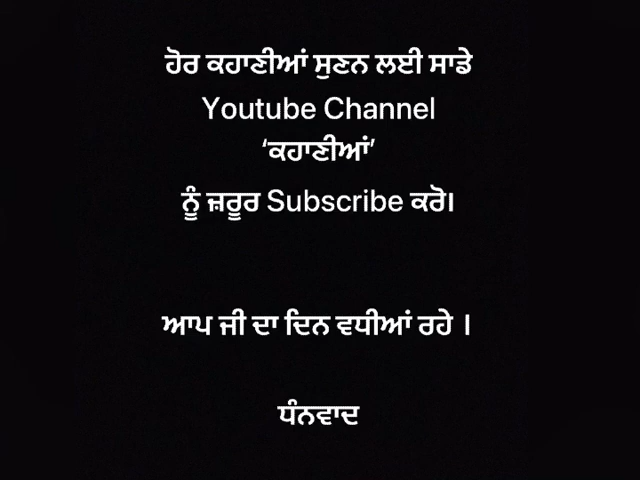 ਹੋਰ ਕਹਾਣੀਆਂ ਸੁਣਨ ਲਈ ਸਾਡੇ
Youtube Channel
‘ਕਹਾਣੀਆਂ’
ਨੂੰ ਜ਼ਰੂਰ Subscribe ਕਰੋ।
ਆਪ ਜੀ ਦਾ ਦਿਨ ਵਧੀਆਂ ਰਹੇ ।
ਧੰਨਵਾਦ